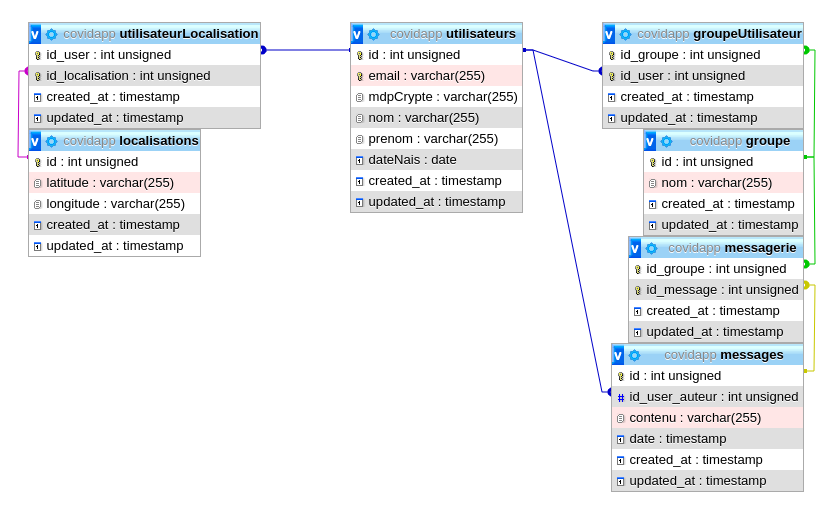 covidapp utilisateurLocalisation
id_user : int unsigned
id_localisation : int unsigned
created_at : timestamp
updated_at : timestamp
covidapp localisations
id : int unsigned
latitude : varchar(255)
longitude : varchar(255)
created_at : timestamp
updated_at : timestamp
covidapp utilisateurs
id : int unsigned
email : varchar(255)
mdpCrypte : varchar(255)
nom : varchar(255)
prenom : varchar(255)
dateNais : date
created_at : timestamp
updated_at : timestamp
covidapp groupeUtilisateur
id_groupe : int unsigned
id_user : int unsigned
created_at : timestamp
updated_at : timestamp
covidapp groupe
id : int unsigned
nom : varchar(255)
created_at : timestamp
updated_at : timestamp
covidapp messagerie
id_groupe : int unsigned
id_message : int unsigned
created_at : timestamp
updated_at : timestamp
covidapp messages
id : int unsigned
id_user_auteur : int unsigned
contenu : varchar(255)
date : timestamp
created_at : timestamp
updated_at : timestamp